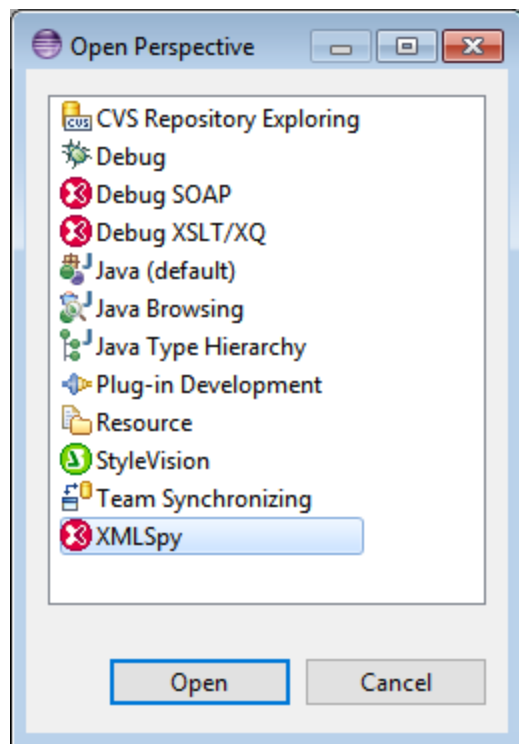 Open Perspective
CVS Repository Exploring
Debug
Debug SOAP
Debug XSLT/XQ
Java (default)
Java Browsing
Java Type Hierarchy
Plug-in Development
Resource
StyleVision
Team Synchronizing
XMLSpy
Open
Cancel